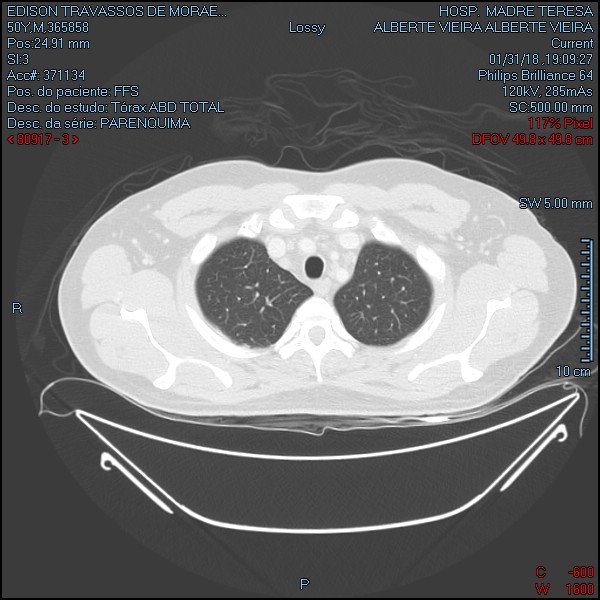 EDISON TRAVASSOS DE MORAE...
50Y,M,365858
Pos:24.91 mm
Sl:3
Acc#: 371134
Pos. do paciente: FFS
Desc. do estudo: Tórax ABD TOTAL
Desc. da série: PARENQUIMA
< 80917 - 3 >
Lossy
HOSP. MADRE TERESA
ALBERTE VIEIRA ALBERTE VIEIRA
Current
01/31/18 ,19:09:27
Philips Brilliance 64
120kV, 285mAs
SC:500.00 mm
117% Pixel
DFOV 49.8 x 49.8 cm
SW 5.00 mm
R
10 cm
P
C -600
W 1600